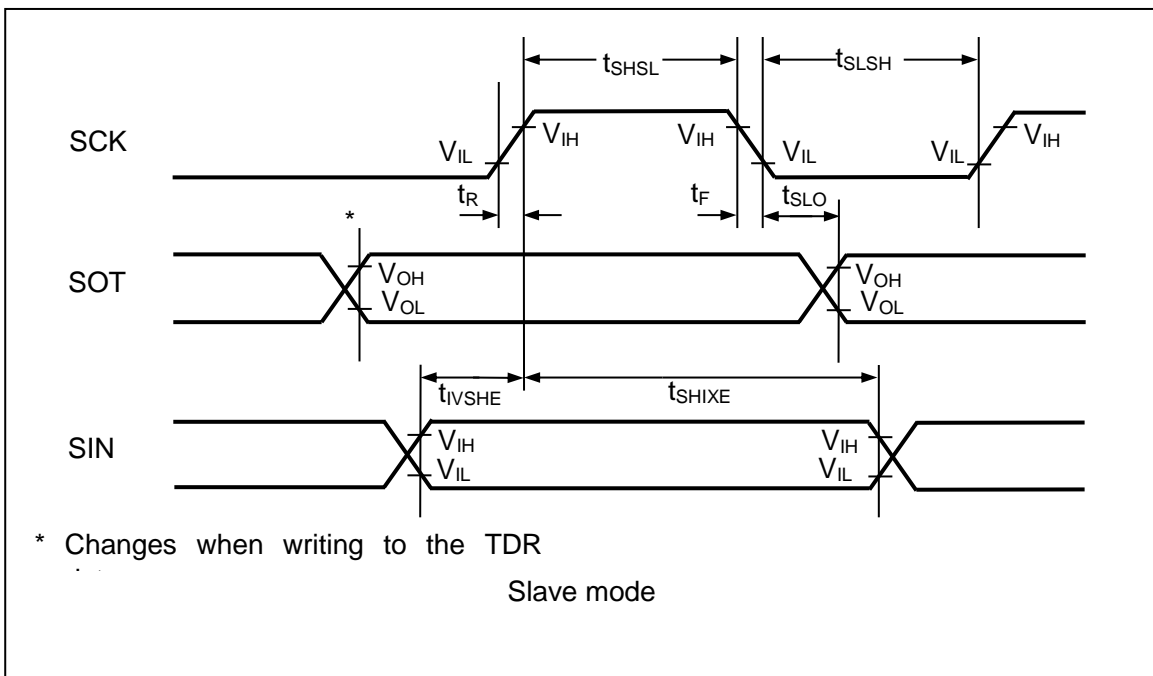 tSHSL tSLSH
SCK VIL VIH VIH VIL VIL VIH
tR tF tSLO
*
SOT VOH VOH
VOL VOL
tIVSHE tSHIXE
SIN VIH VIH
VIL VIL
* Changes when writing to the TDR
Slave mode